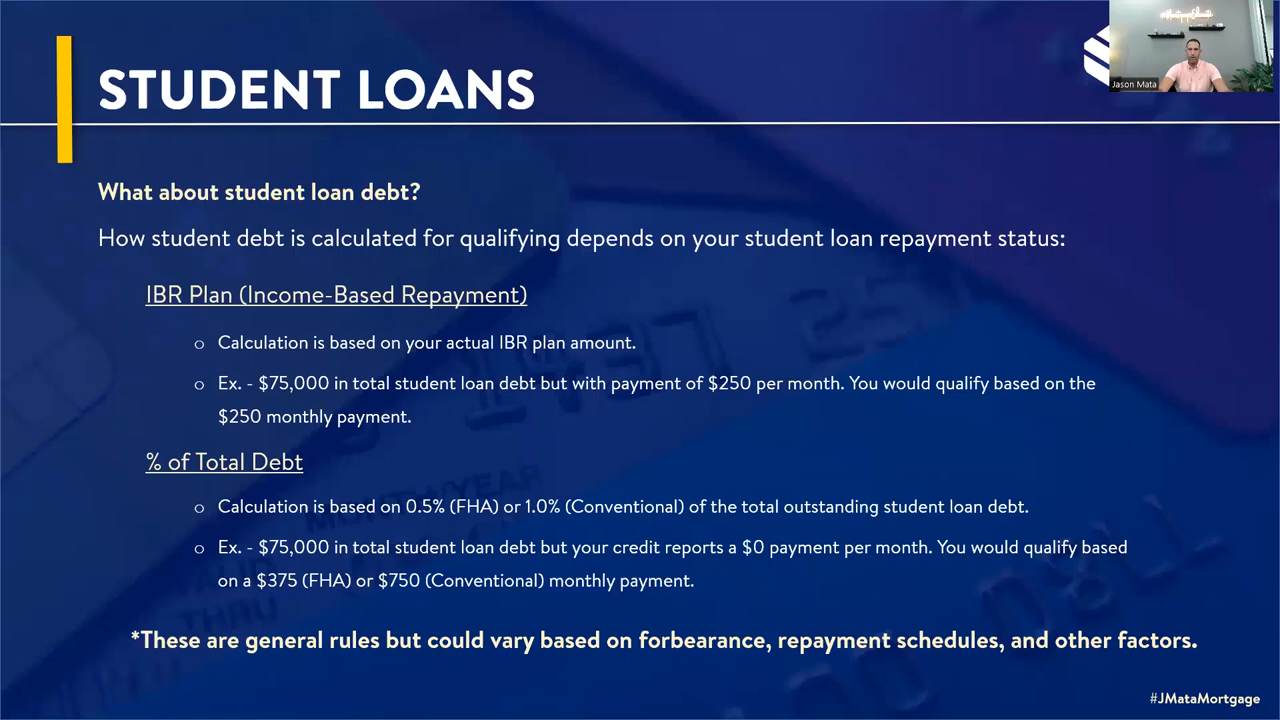 STUDENT LOANS
Jason Mata
What about student loan debt?
How student debt is calculated for qualifying depends on your student loan repayment status:
IBR Plan (Income-Based Repayment)
o Calculation is based on your actual IBR plan amount.
o Ex. - $75,000 in total student loan debt but with payment of $250 per month. You would qualify based on the
$250 monthly payment.
% of Total Debt
o Calculation is based on 0.5% (FHA) or 1.0% (Conventional) of the total outstanding student loan debt.
o Ex. - $75,000 in total student loan debt but your credit reports a $0 payment per month. You would qualify based
on a $375 (FHA) or $750 (Conventional) monthly payment.
*These are general rules but could vary based on forbearance, repayment schedules, and other factors.
#JMataMortgage